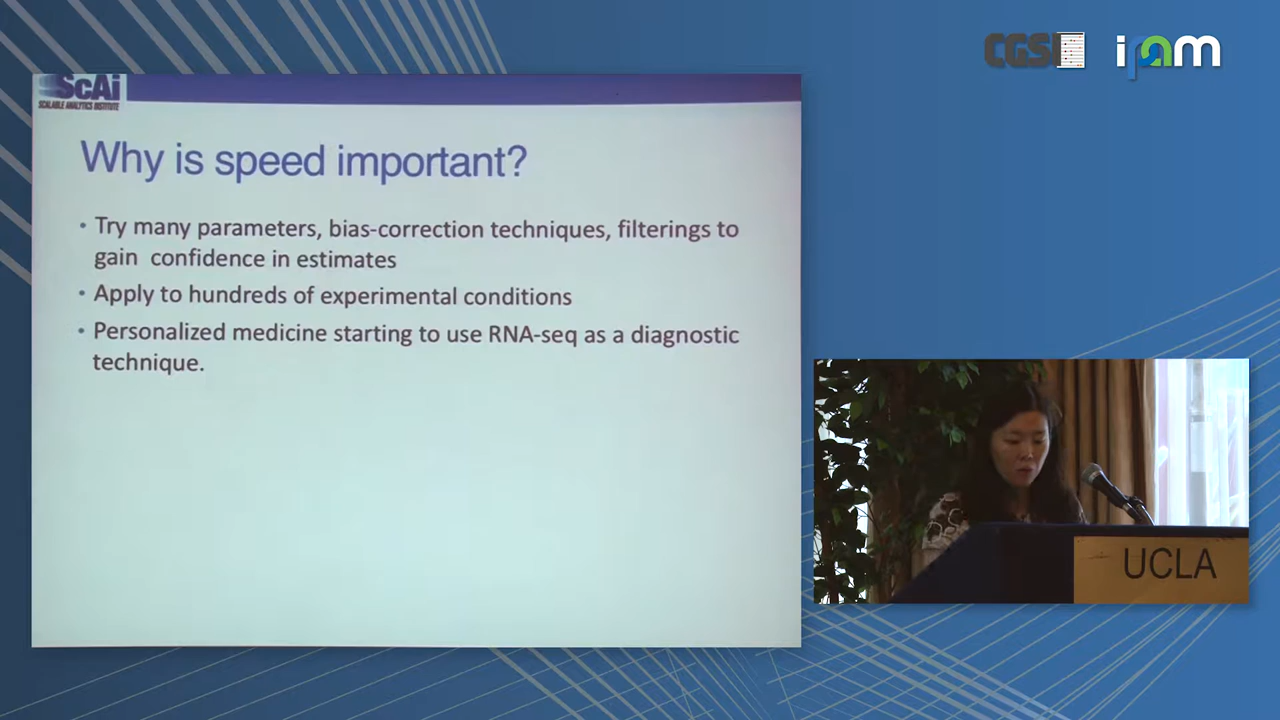 CGSI
ipam
ScAi
SCALABLE ANALYTICS INSTITUTE
Why is speed important?
• Try many parameters, bias-correction techniques, filterings to
gain confidence in estimates
• Apply to hundreds of experimental conditions
• Personalized medicine starting to use RNA-seq as a diagnostic
technique.
UCLA